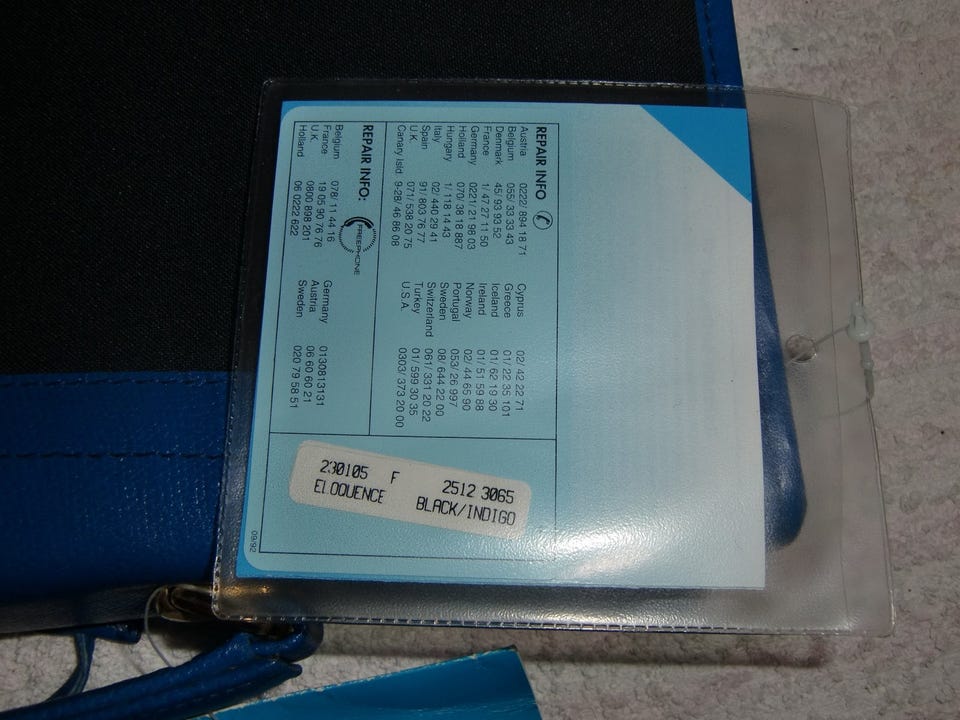 REPAIR INFO
Austria 0222/ 894 18 71
Belgium 055/ 33 33 43
Denmark 45/ 93 93 52
France 1/ 47 27 11 50
Germany 0221/ 21 98 03
Holland 070/ 38 18 887
Hungary 1/ 118 14 43
Italy 02/ 440 29 41
Spain 91/ 803 76 77
U.K. 071/ 538 20 75
Canary Isld. 9-28/ 46 86 08
Cyprus 02/ 42 22 71
Greece 01/ 22 35 101
Iceland 01/ 62 19 30
Ireland 01/ 51 59 88
Norway 02/ 44 65 90
Portugal 053/ 26 997
Sweden 08/ 644 22 00
Switzerland 061/ 331 20 22
Turkey 01/ 599 30 35
U.S.A. 0303/ 373 20 00
REPAIR INFO:
FREEPHONE
Belgium 078/ 11 44 16
France 19 05 90 76 76
U.K. 0800 898 201
Holland 06 0222 622
Germany 013081 3131
Austria 06 60 60 21
Sweden 020 79 58 51
230105 F 2512 3065
ELOQUENCE BLACK/INDIGO
09/92